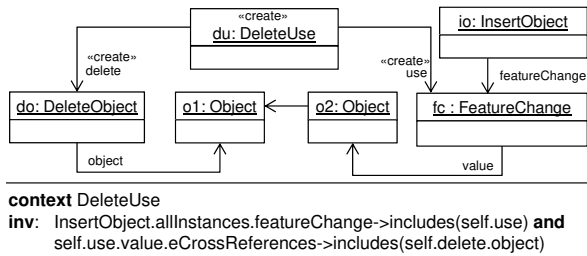 «create»
du: DeleteUse
io: InsertObject
«create»
delete
«create»
use
featureChange
do: DeleteObject
o1: Object
o2: Object
fc : FeatureChange
object
value
context DeleteUse
inv: InsertObject.allInstances.featureChange->includes(self.use) and
self.use.value.eCrossReferences->includes(self.delete.object)